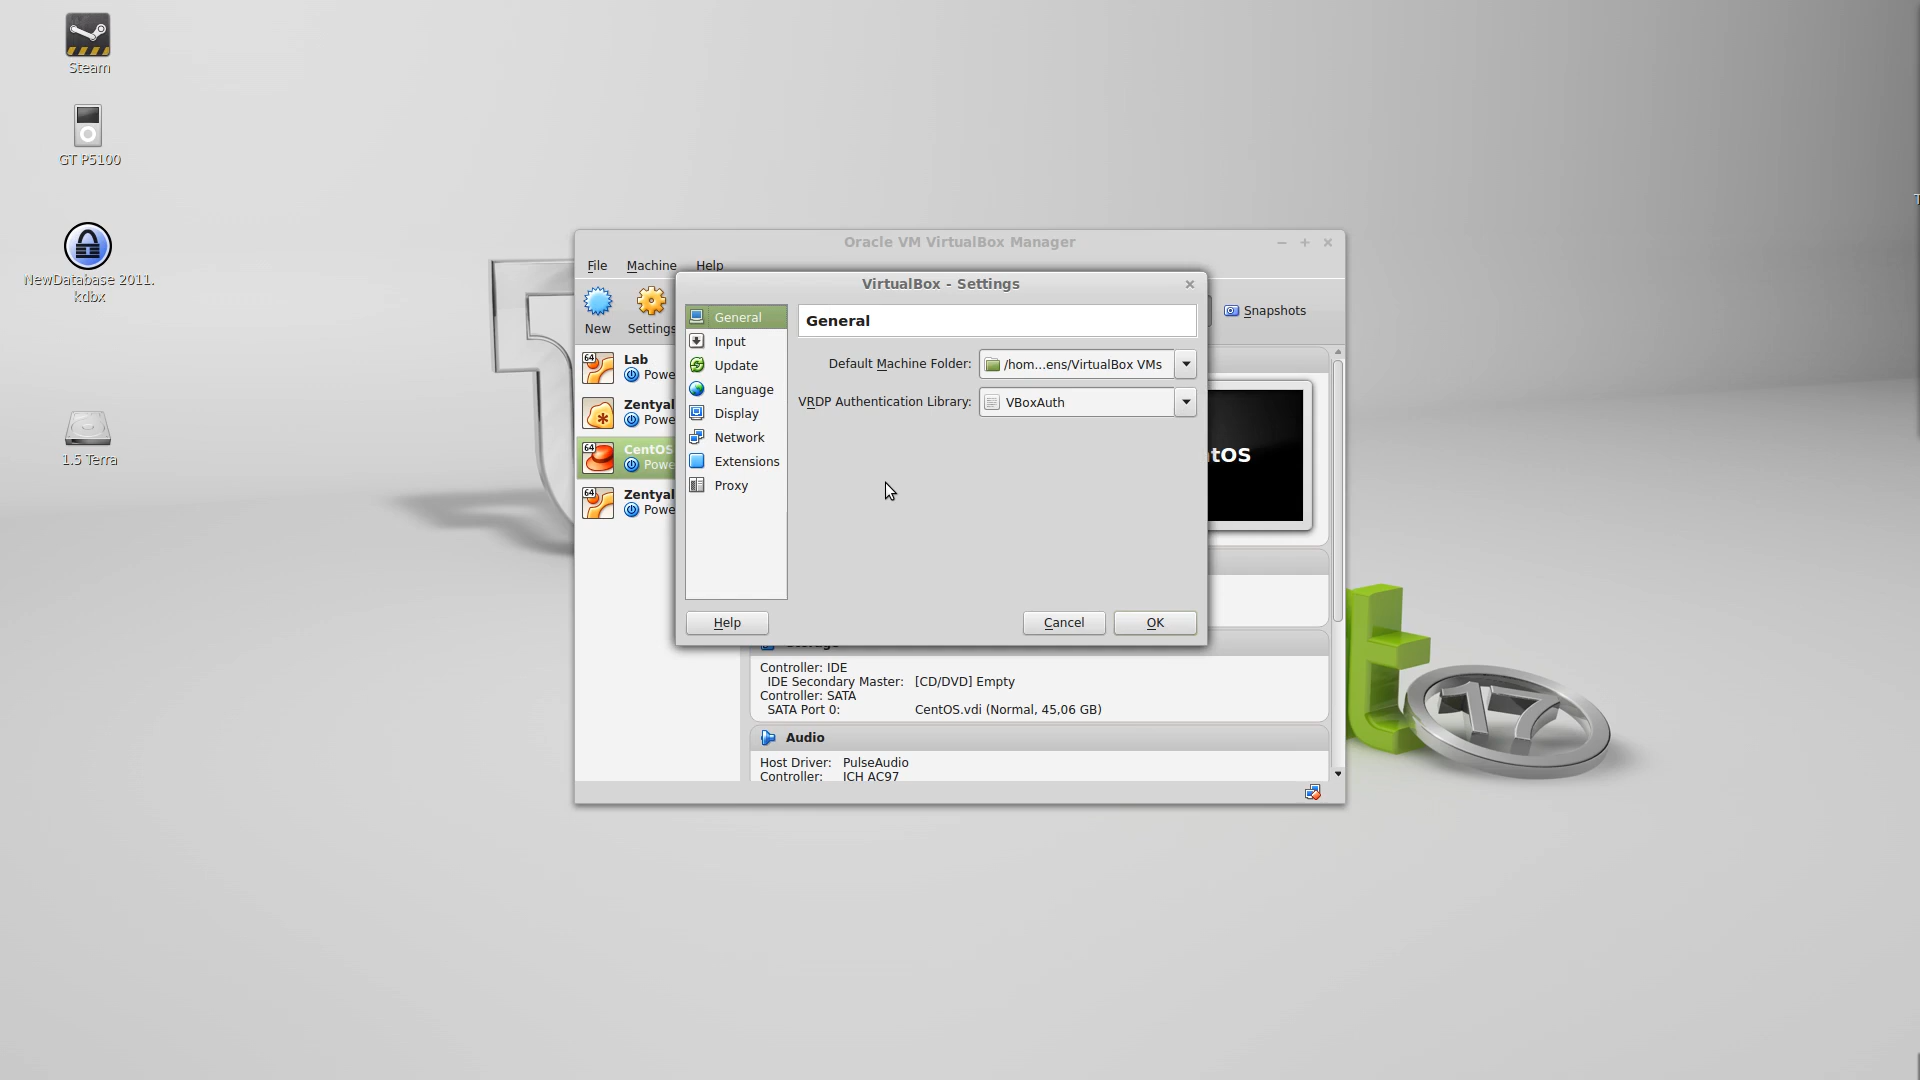 Steam
GT P5100
NewDatabase 2011.
kdbx
1.5 Terra
Oracle VM VirtualBox Manager
File Machine Help
New
Settings
Snapshots
64
Lab
Powe
Zentyal
Powe
64
CentOS
Powe
64
Zentyal
Powe
VirtualBox - Settings
General
Input
Update
Language
Display
Network
Extensions
Proxy
General
Default Machine Folder: /hom...ens/VirtualBox VMs
VRDP Authentication Library: VBoxAuth
Help Cancel OK
tOS
Controller: IDE
IDE Secondary Master: [CD/DVD] Empty
Controller: SATA
SATA Port 0: CentOS.vdi (Normal, 45,06 GB)
Audio
Host Driver: PulseAudio
Controller: ICH AC97
t
17